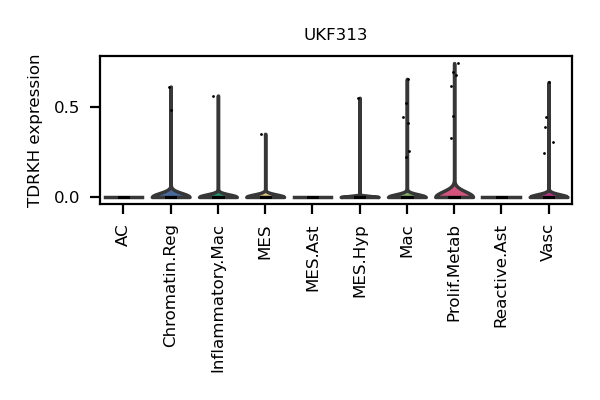 UKF313
TDRKH expression
0.5
0.0
AC
Chromatin.Reg
Inflammatory.Mac
MES
MES.Ast
MES.Hyp
Mac
Prolif.Metab
Reactive.Ast
Vasc